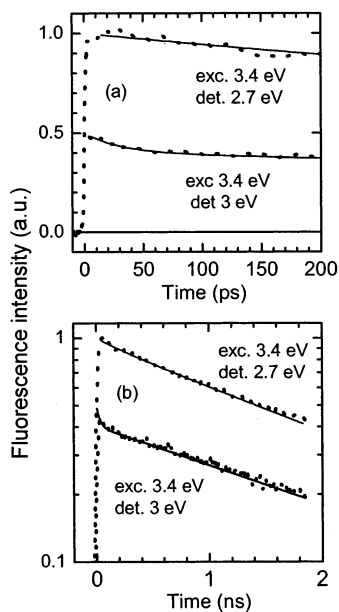 Fluorescence intensity (a.u.)
1.0
0.5
0.0
(a)
exc. 3.4 eV
det. 2.7 eV
exc 3.4 eV
det 3 eV
0 50 100 150 200
Time (ps)
1
0.1
(b)
exc. 3.4 eV
det. 2.7 eV
exc. 3.4 eV
det. 3 eV
0 1 2
Time (ns)